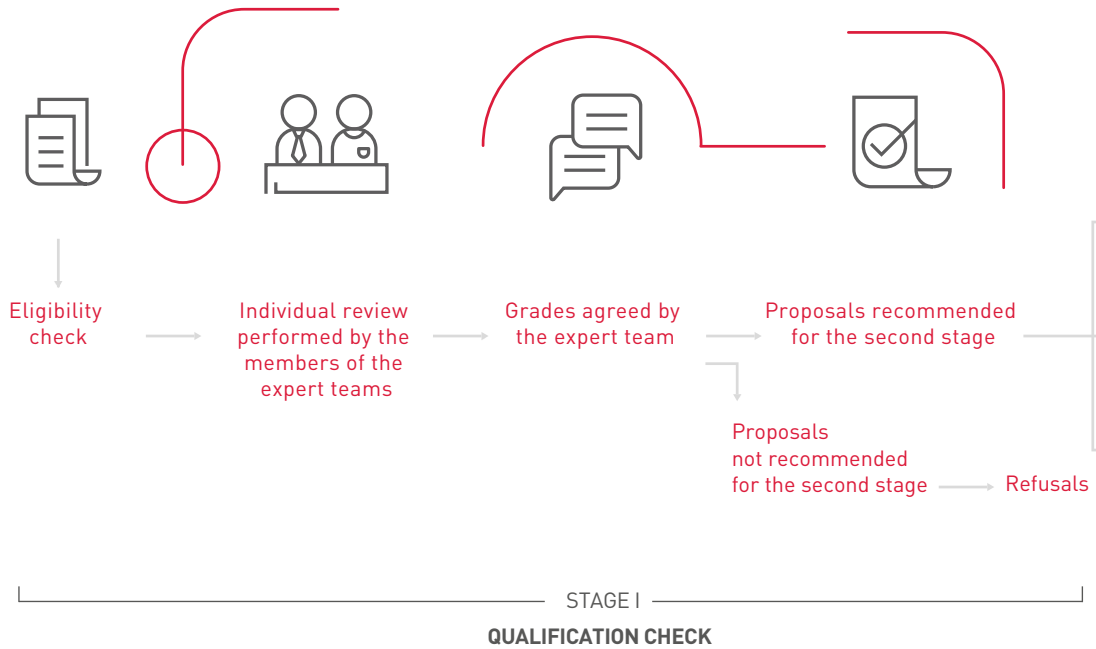 Eligibility
check
Individual review
performed by the
members of the
expert teams
Grades agreed by
the expert team
Proposals recommended
for the second stage
Proposals
not recommended
for the second stage
Refusals
STAGE I
QUALIFICATION CHECK